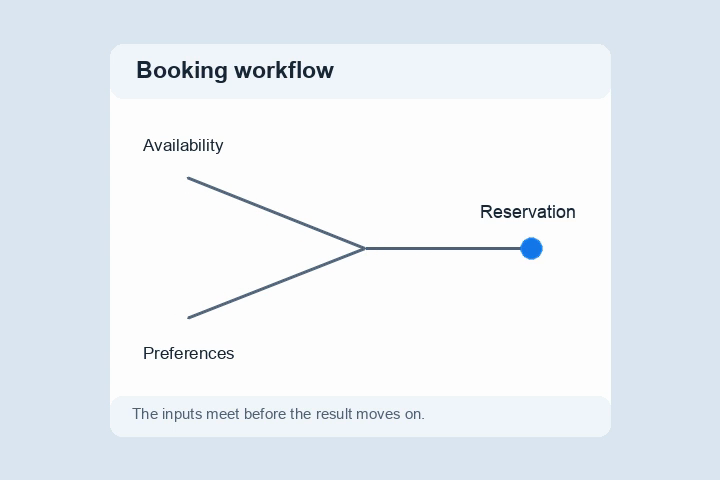 Booking workflow
Availability
Reservation
Preferences
The inputs meet before the result moves on.